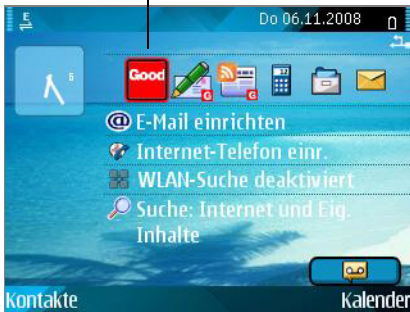 E
Do 06.11.2008
5
Good
G
G
@ E-Mail einrichten
Internet-Telefon einr.
WLAN-Suche deaktiviert
Suche: Internet und Eig.
Inhalte
Kontakte
Kalender